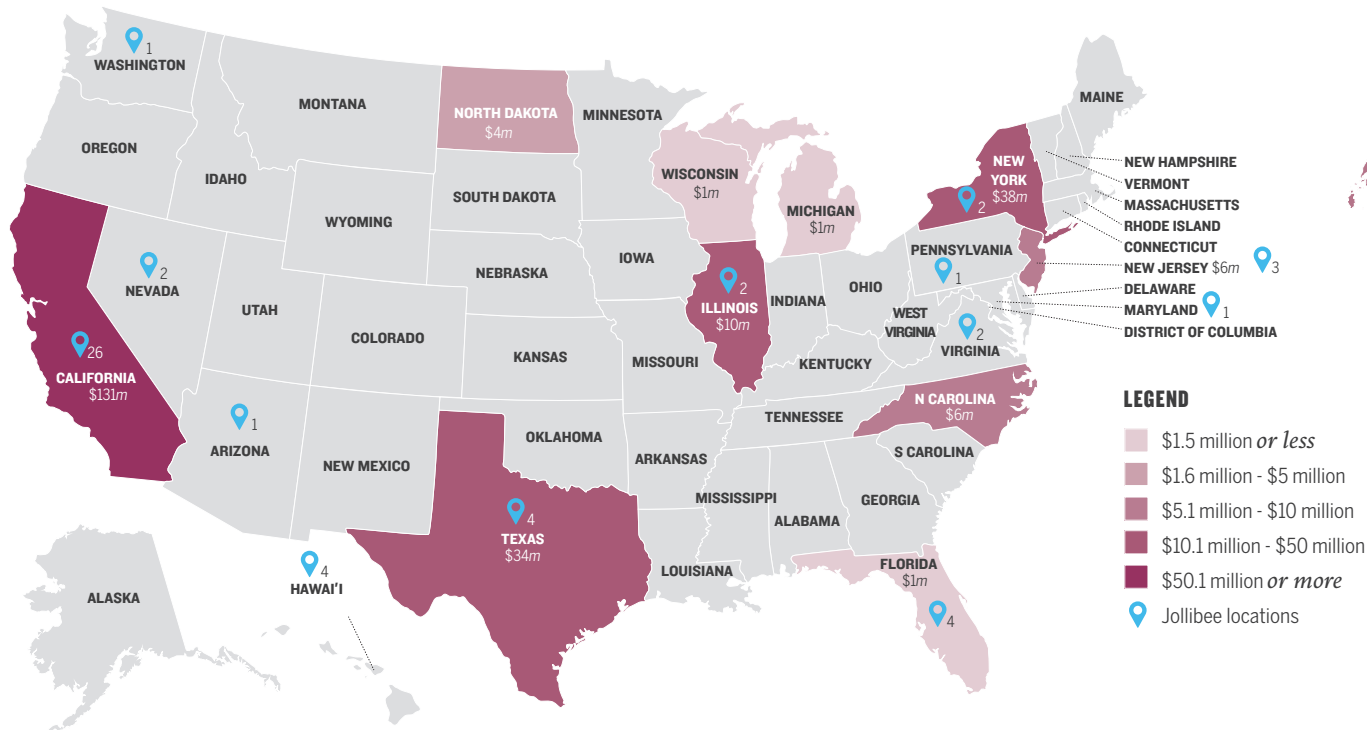 1
WASHINGTON
MONTANA
NORTH DAKOTA
$4m
MINNESOTA
MAINE
OREGON
IDAHO
WYOMING
SOUTH DAKOTA
WISCONSIN
$1m
MICHIGAN
$1m
NEW
YORK
$38m
2
NEW HAMPSHIRE
VERMONT
MASSACHUSETTS
RHODE ISLAND
CONNECTICUT
NEW JERSEY $6m 3
DELAWARE
MARYLAND 1
DISTRICT OF COLUMBIA
2
NEVADA
UTAH
COLORADO
NEBRASKA
KANSAS
IOWA
MISSOURI
2
ILLINOIS
$10m
INDIANA
OHIO
PENNSYLVANIA
1
WEST
VIRGINIA
2
VIRGINIA
KENTUCKY
26
CALIFORNIA
$131m
1
ARIZONA
NEW MEXICO
OKLAHOMA
ARKANSAS
TENNESSEE
N CAROLINA
$6m
S CAROLINA
MISSISSIPPI
ALABAMA
GEORGIA
4
TEXAS
$34m
LOUISIANA
FLORIDA
$1m
4
ALASKA
4
HAWAI'I
LEGEND
$1.5 million or less
$1.6 million - $5 million
$5.1 million - $10 million
$10.1 million - $50 million
$50.1 million or more
Jollibee locations